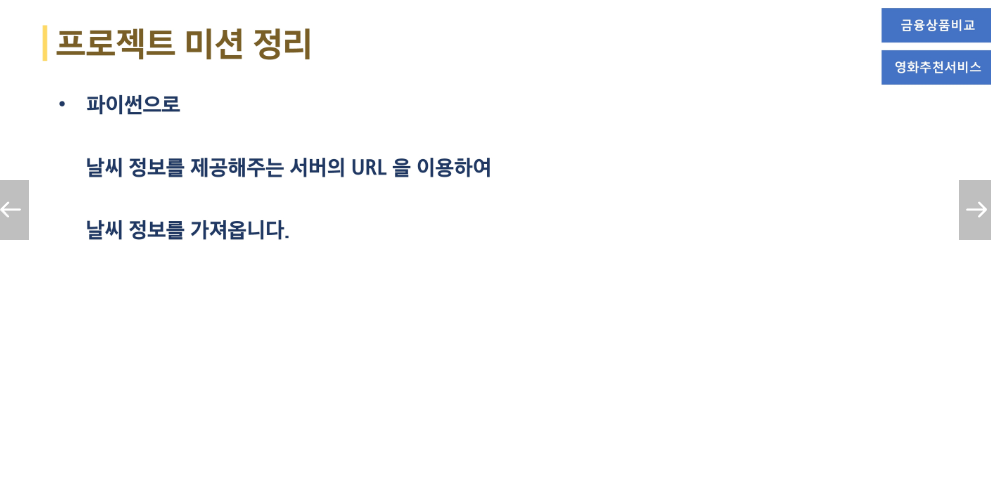 프로젝트 미션 정리
금융상품비교
영화추천서비스
• 파이썬으로
날씨 정보를 제공해주는 서버의 URL 을 이용하여
날씨 정보를 가져옵니다.